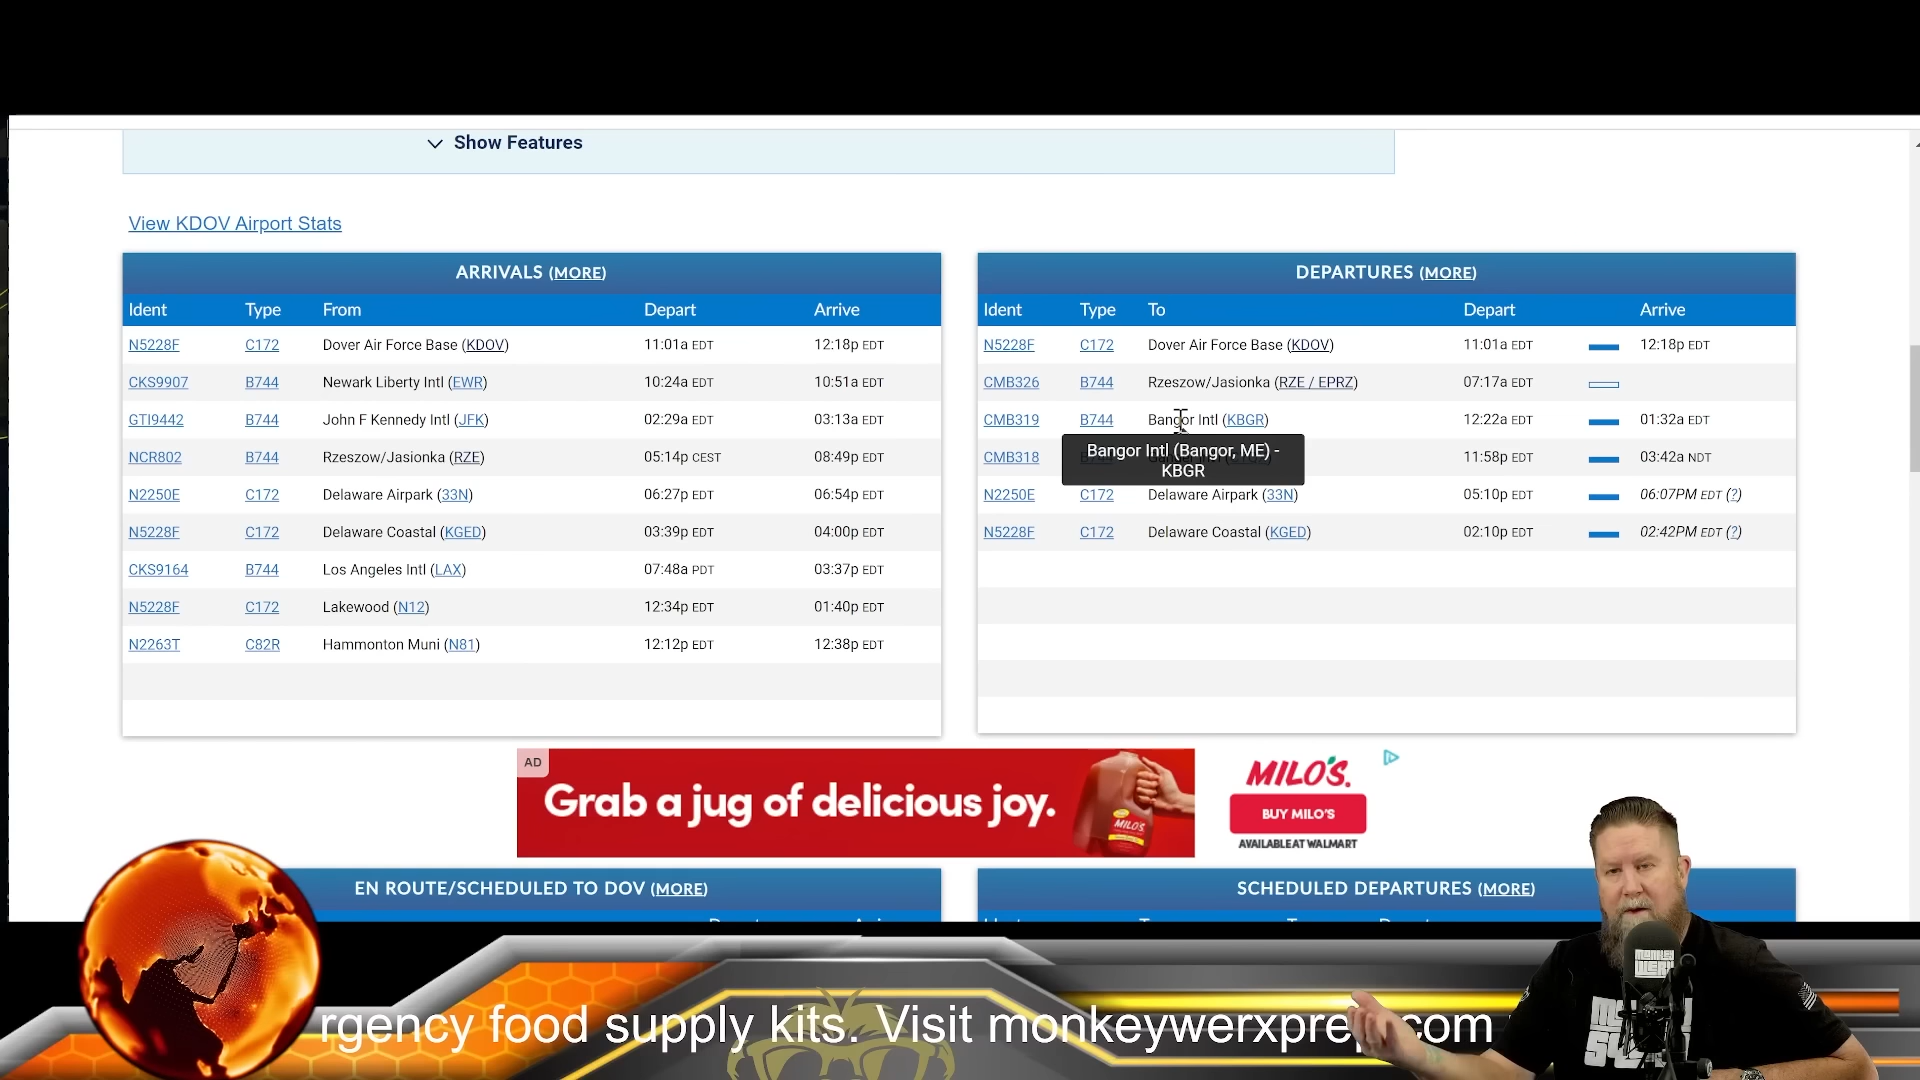 Show Features
View KDOV Airport Stats
ARRIVALS (MORE)
Ident Type From Depart Arrive
N5228F C172 Dover Air Force Base (KDOV) 11:01a EDT 12:18p EDT
CKS9907 B744 Newark Liberty Intl (EWR) 10:24a EDT 10:51a EDT
GTI9442 B744 John F Kennedy Intl (JFK) 02:29a EDT 03:13a EDT
NCR802 B744 Rzeszow/Jasionka (RZE) 05:14p CEST 08:49p EDT
N2250E C172 Delaware Airpark (33N) 06:27p EDT 06:54p EDT
N5228F C172 Delaware Coastal (KGED) 03:39p EDT 04:00p EDT
CKS9164 B744 Los Angeles Intl (LAX) 07:48a PDT 03:37p EDT
N5228F C172 Lakewood (N12) 12:34p EDT 01:40p EDT
N2263T C82R Hammonton Muni (N81) 12:12p EDT 12:38p EDT
DEPARTURES (MORE)
Ident Type To Depart Arrive
N5228F C172 Dover Air Force Base (KDOV) 11:01a EDT 12:18p EDT
CMB326 B744 Rzeszow/Jasionka (RZE / EPRZ) 07:17a EDT
CMB319 B744 Bangor Intl (KBGR) 12:22a EDT 01:32a EDT
CMB318 11:58p EDT 03:42a NDT
Bangor Intl (Bangor, ME) -
KBGR
N2250E C172 Delaware Airpark (33N) 05:10p EDT 06:07PM EDT (?)
N5228F C172 Delaware Coastal (KGED) 02:10p EDT 02:42PM EDT (?)
AD
Grab a jug of delicious joy.
MILO'S
MILO'S.
BUY MILO'S
AVAILABLE AT WALMART
EN ROUTE/SCHEDULED TO DOV (MORE)
SCHEDULED DEPARTURES (MORE)
rgency food supply kits. Visit monkeywerxprep.com